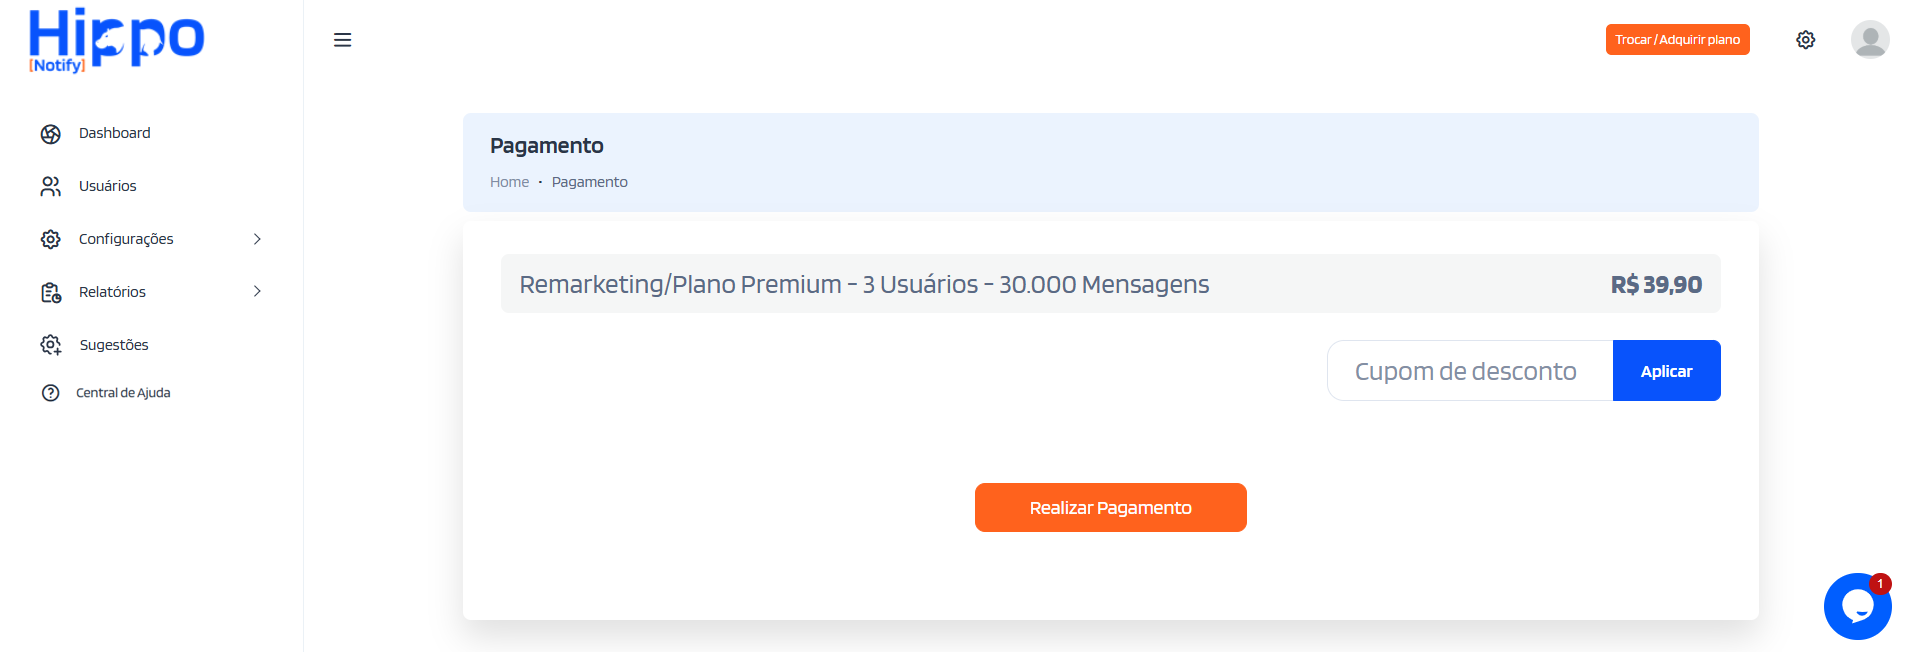 Hippo
[Notify]
Trocar / Adquirir plano
Dashboard
Usuários
Configurações
Relatórios
Sugestões
Central de Ajuda
Pagamento
Home • Pagamento
Remarketing/Plano Premium - 3 Usuários - 30.000 Mensagens R$ 39,90
Cupom de desconto Aplicar
Realizar Pagamento
1